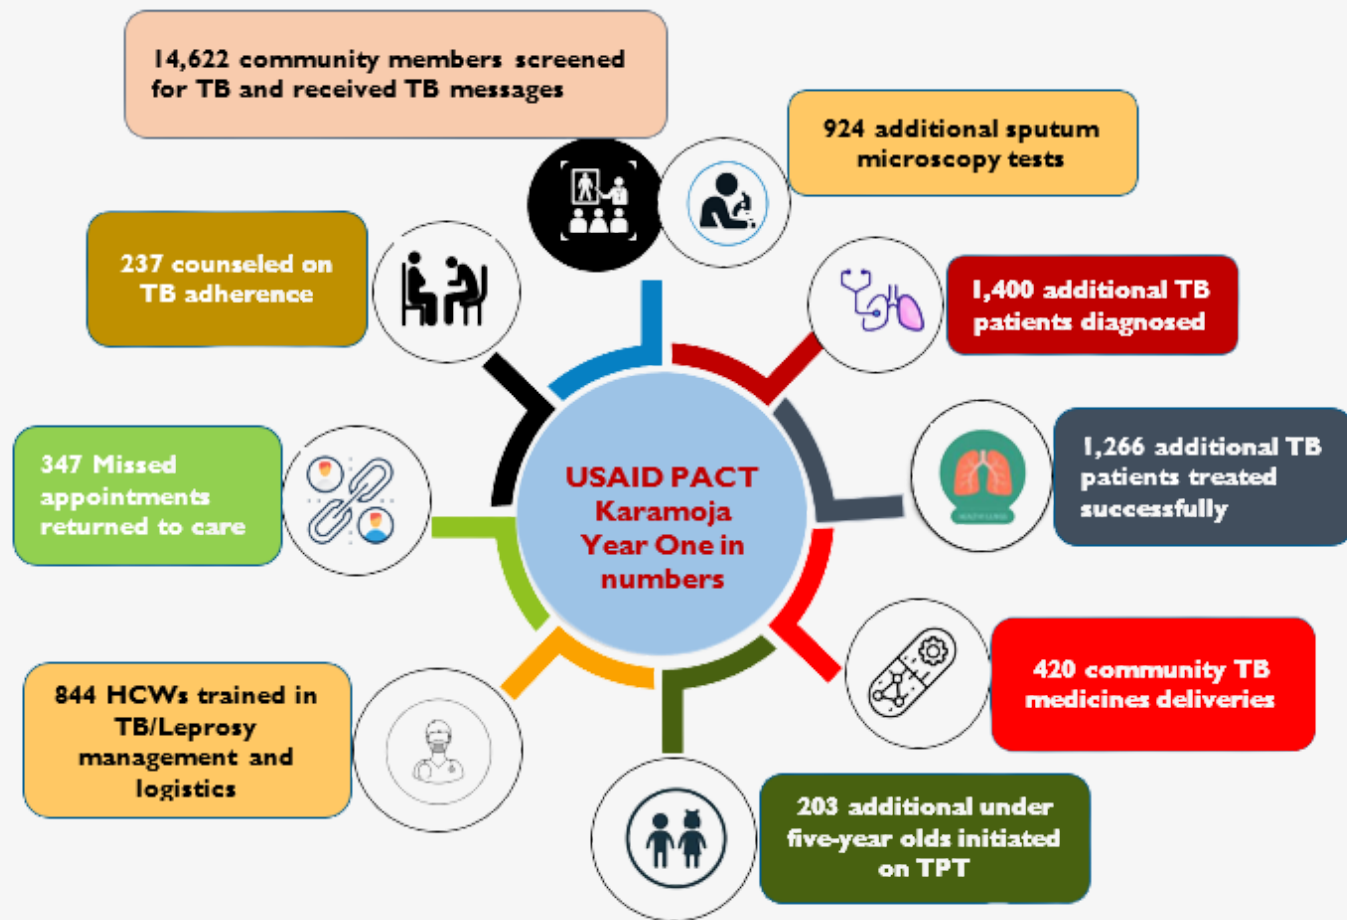 14,622 community members screened
for TB and received TB messages
924 additional sputum
microscopy tests
237 counseled on
TB adherence
1,400 additional TB
patients diagnosed
347 Missed
appointments
returned to care
USAID PACT
Karamoja
Year One in
numbers
1,266 additional TB
patients treated
successfully
844 HCWs trained in
TB/Leprosy
management and
logistics
420 community TB
medicines deliveries
203 additional under
five-year olds initiated
on TPT